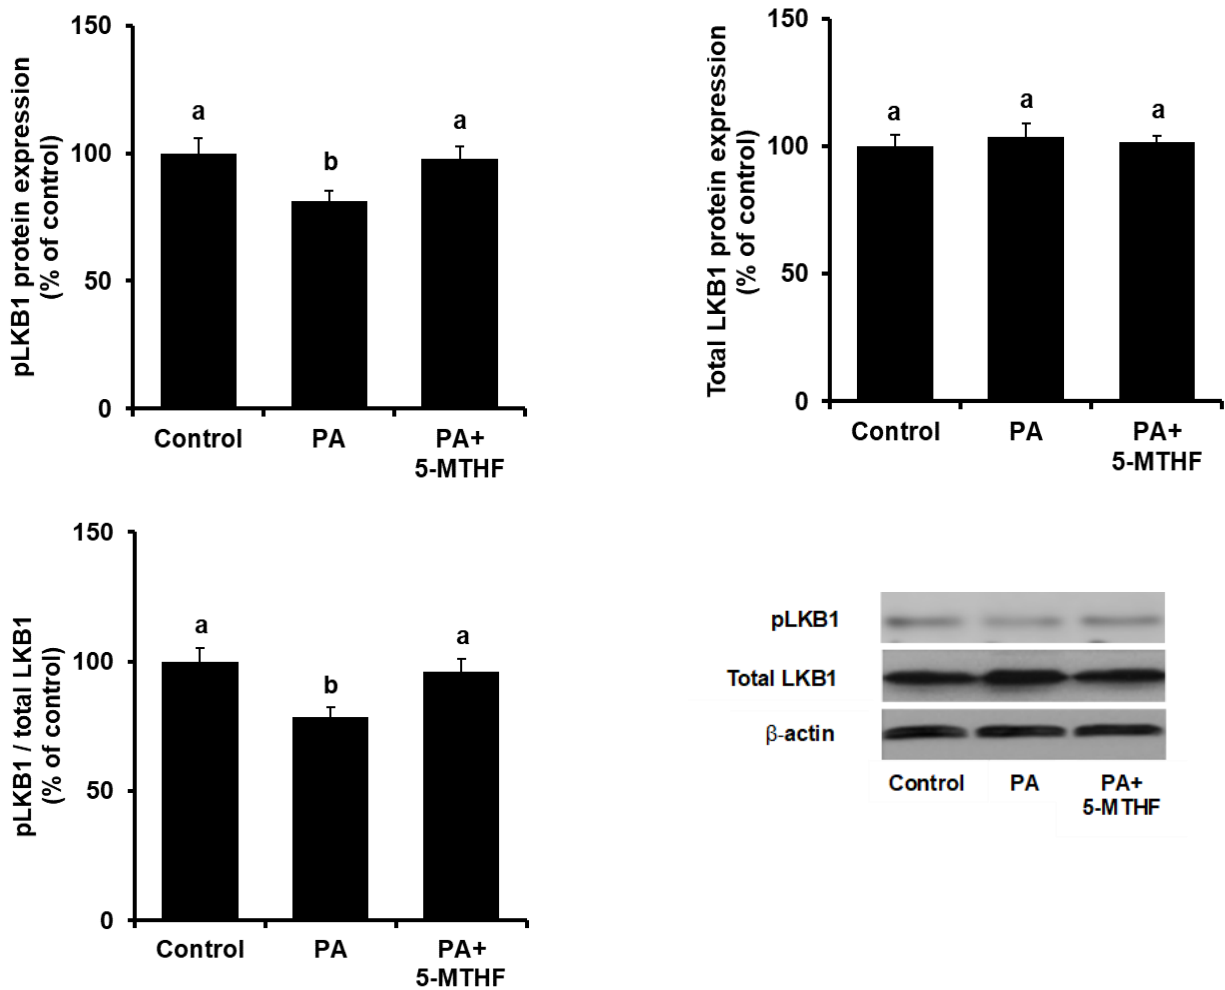 pLKB1 protein expression
(% of control)
150
100
50
0
a
b
a
Control
PA
PA+
5-MTHF
Total LKB1 protein expression
(% of control)
150
100
50
0
a
a
a
Control
PA
PA+
5-MTHF
pLKB1 / total LKB1
(% of control)
150
100
50
0
a
b
a
Control
PA
PA+
5-MTHF
pLKB1
Total LKB1
β-actin
Control
PA
PA+
5-MTHF